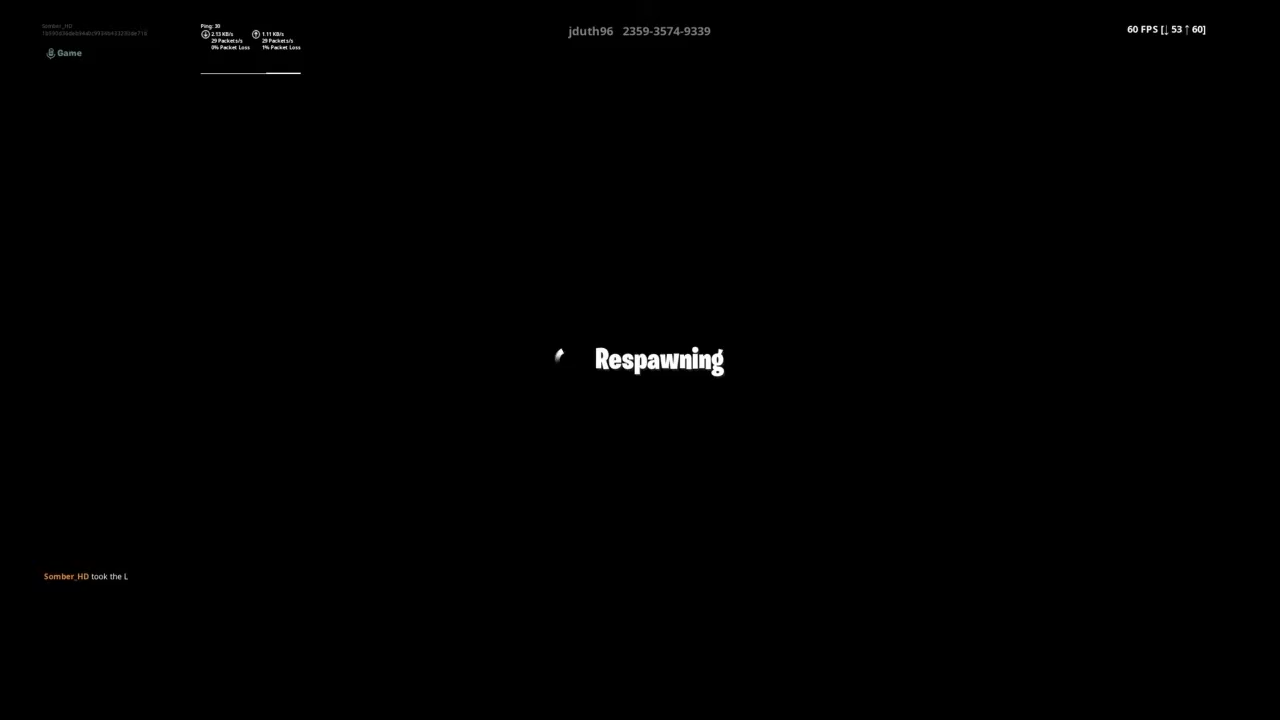 Somber_HD
Game
Ping: 30
2.13 KB/s
29 Packets/s
0% Packet Loss
1.11 KB/s
29 Packets/s
1% Packet Loss
jduth96 2359-3574-9339
60 FPS [↓ 53 ↑ 60]
Respawning
Somber_HD took the L